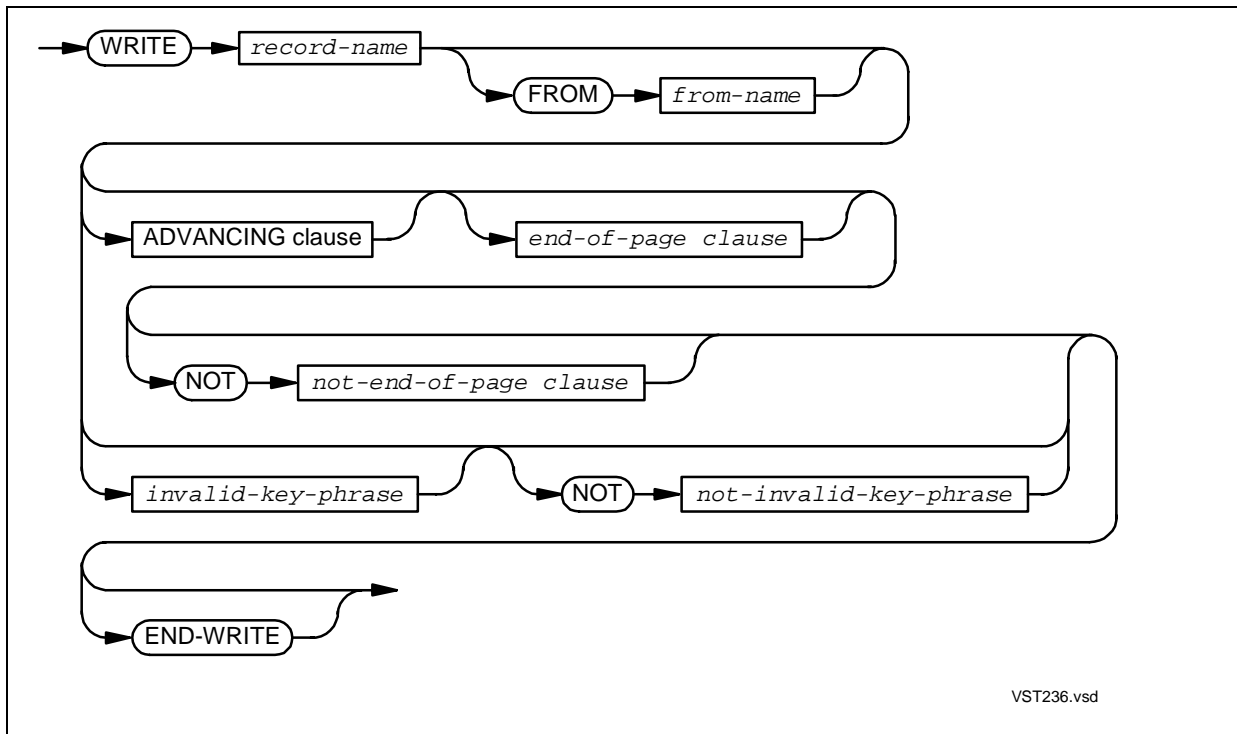 WRITE record-name
FROM from-name
ADVANCING clause end-of-page clause
NOT not-end-of-page clause
invalid-key-phrase NOT not-invalid-key-phrase
END-WRITE
VST236.vsd